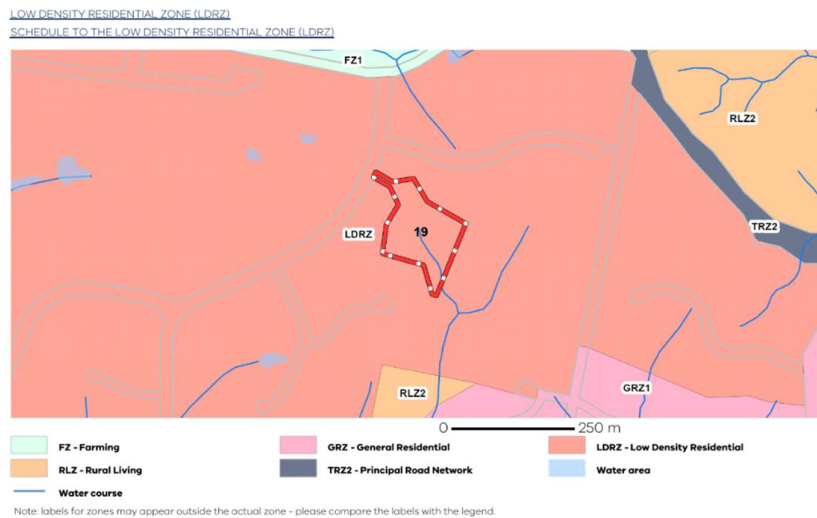 LOW DENSITY RESIDENTIAL ZONE (LDRZ)
SCHEDULE TO THE LOW DENSITY RESIDENTIAL ZONE (LDRZ)
FZ1
RLZ2
TRZ2
LDRZ
19
RLZ2
GRZ1
0 250 m
FZ - Farming
GRZ - General Residential
LDRZ - Low Density Residential
RLZ - Rural Living
TRZ2 - Principal Road Network
Water area
Water course
Note: labels for zones may appear outside the actual zone - please compare the labels with the legend.